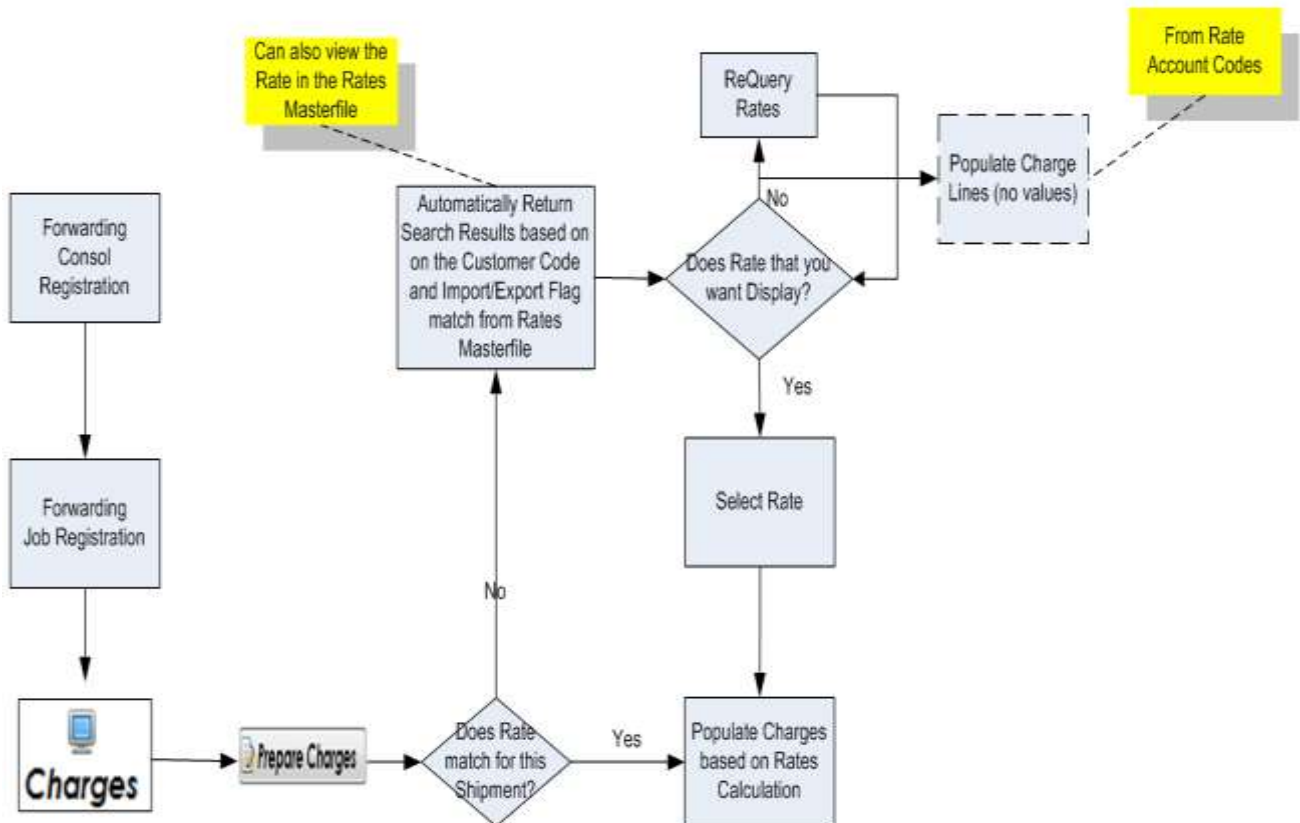 Can also view the
Rate in the Rates
Masterfile
ReQuery
Rates
From Rate
Account Codes
Populate Charge
Lines (no values)
Forwarding
Consol
Registration
Automatically Return
Search Results based on
on the Customer Code
and Import/Export Flag
match from Rates
Masterfile
No
Does Rate that you
want Display?
Yes
Forwarding
Job Registration
Select Rate
No
Charges
Prepare Charges
Does Rate
match for this
Shipment?
Yes
Populate Charges
based on Rates
Calculation